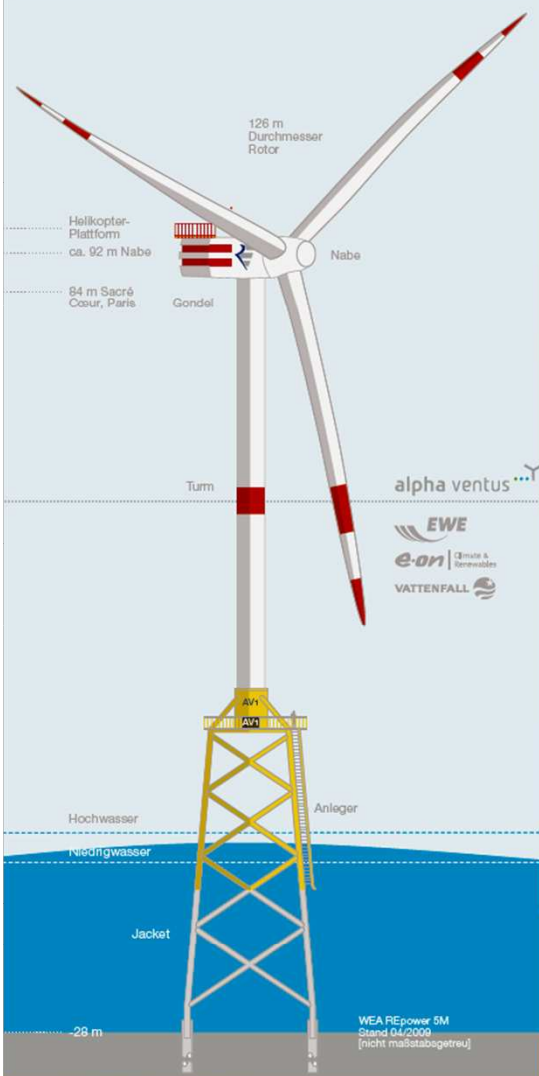 126 m
Durchmesser
Rotor
Helikopter-
Plattform
ca. 92 m Nabe
Nabe
84 m Sacré
Cœur, Paris
Gondel
Turm
alpha ventus
EWE
e·on | Climate &
Renewables
VATTENFALL
AV1
AV1
Anleger
Hochwasser
Niedrigwasser
Jacket
-28 m
WEA REpower 5M
Stand 04/2009
[nicht maßstabsgetreu]